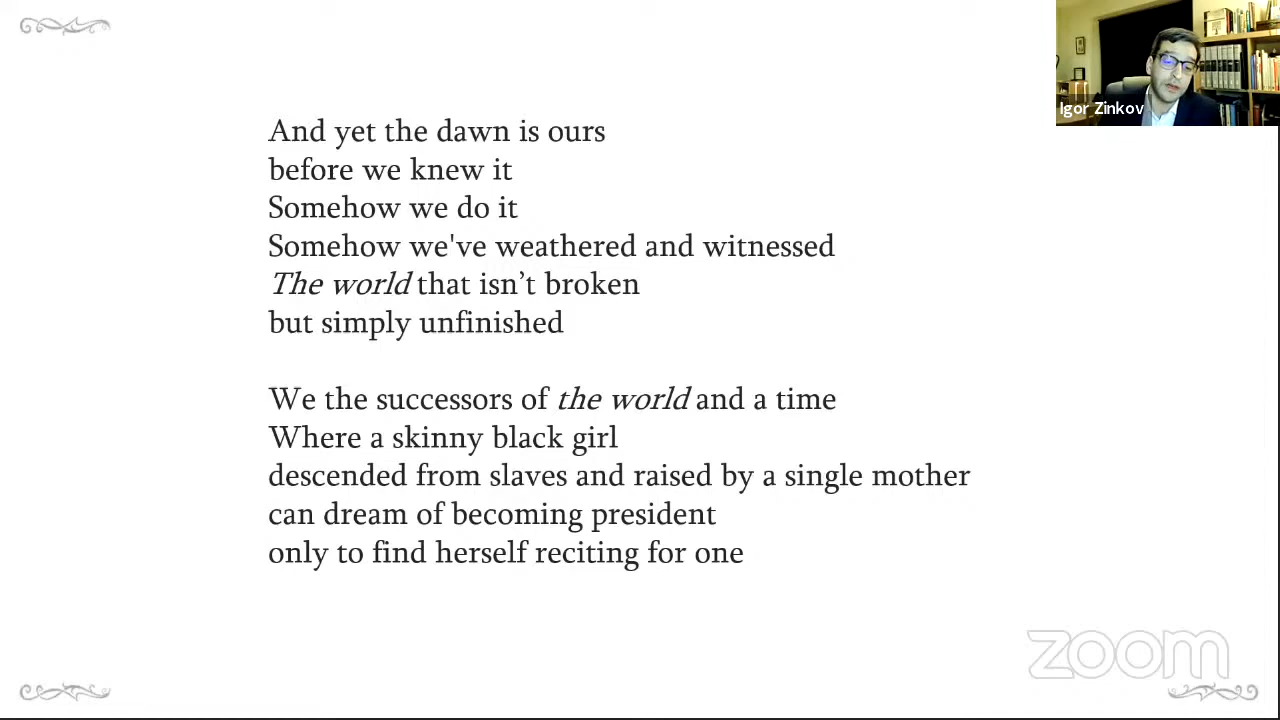 Igor Zinkov
And yet the dawn is ours
before we knew it
Somehow we do it
Somehow we've weathered and witnessed
The world that isn’t broken
but simply unfinished
We the successors of the world and a time
Where a skinny black girl
descended from slaves and raised by a single mother
can dream of becoming president
only to find herself reciting for one
zoom